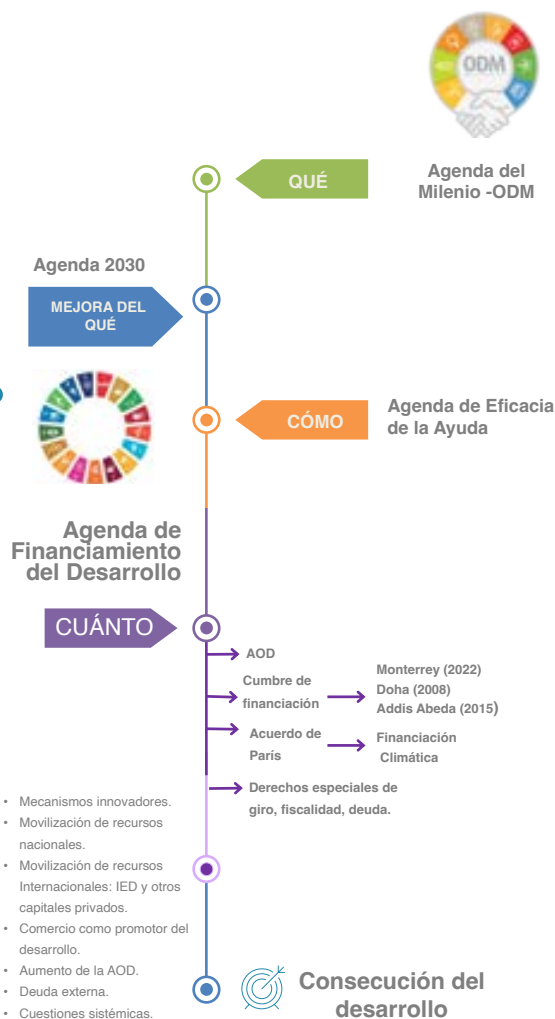 ODM
QUÉ
Agenda del
Milenio -ODM
Agenda 2030
MEJORA DEL
QUÉ
CÓMO
Agenda de Eficacia
de la Ayuda
Agenda de
Financiamiento
del Desarrollo
CUÁNTO
AOD
Cumbre de
financiación
Monterrey (2022)
Doha (2008)
Addis Abeda (2015)
Acuerdo de
París
Financiación
Climática
Derechos especiales de
giro, fiscalidad, deuda.
• Mecanismos innovadores.
• Movilización de recursos
nacionales.
• Movilización de recursos
Internacionales: IED y otros
capitales privados.
• Comercio como promotor del
desarrollo.
• Aumento de la AOD.
• Deuda externa.
• Cuestiones sistémicas.
Consecución del
desarrollo